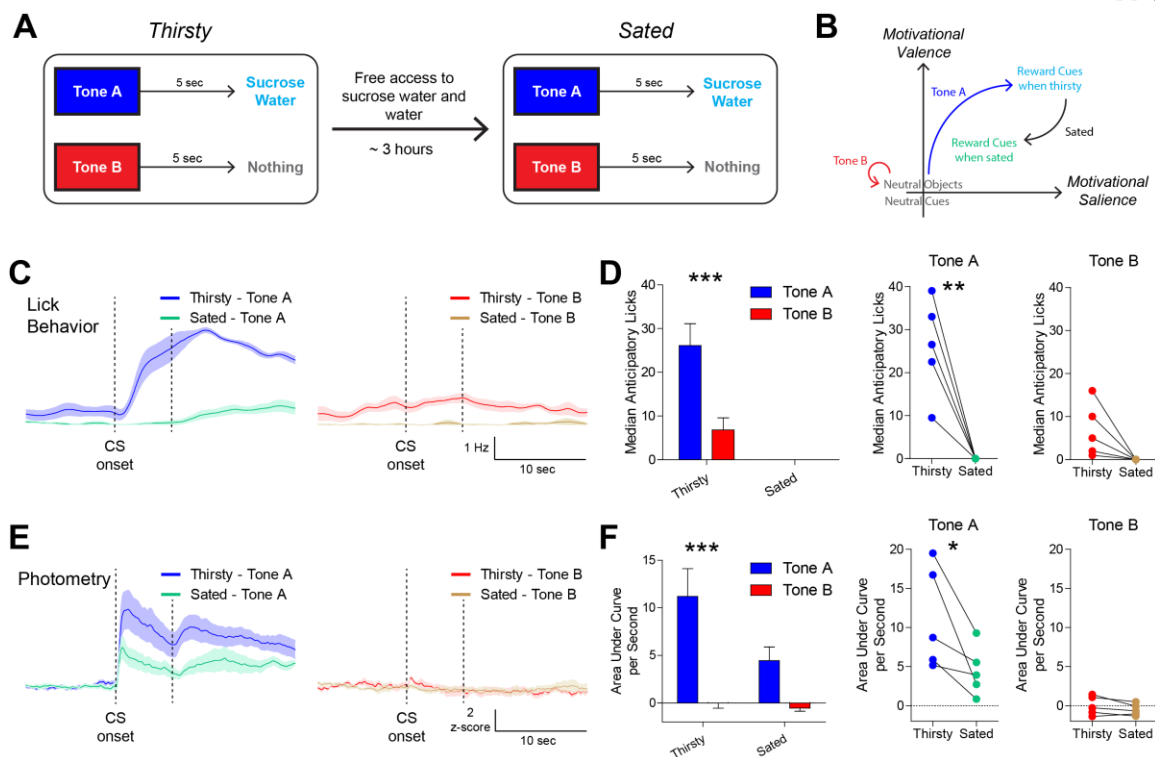 A
Thirsty
Sated
Tone A
5 sec
Sucrose
Water
Tone B
5 sec
Nothing
Free access to
sucrose water and
water
~ 3 hours
Tone A
5 sec
Sucrose
Water
Tone B
5 sec
Nothing
B
Motivational
Valence
Tone A
Reward Cues
when thirsty
Sated
Reward Cues
when sated
Tone B
Neutral Objects
Neutral Cues
Motivational
Salience
C
Lick
Behavior
Thirsty - Tone A
Sated - Tone A
CS
onset
Thirsty - Tone B
Sated - Tone B
CS
onset
1 Hz
10 sec
D
Median Anticipatory Licks
40
30
20
10
0
***
Tone A
Tone B
Thirsty
Sated
Tone A
Median Anticipatory Licks
40
30
20
10
0
**
Thirsty Sated
Tone B
Median Anticipatory Licks
40
30
20
10
0
Thirsty Sated
E
Photometry
Thirsty - Tone A
Sated - Tone A
CS
onset
Thirsty - Tone B
Sated - Tone B
CS
onset
2
z-score
10 sec
F
Area Under Curve
per Second
15
10
5
0
***
Tone A
Tone B
Thirsty
Sated
Tone A
Area Under Curve
per Second
20
15
10
5
0
*
Thirsty Sated
Tone B
Area Under Curve
per Second
20
15
10
5
0
Thirsty Sated